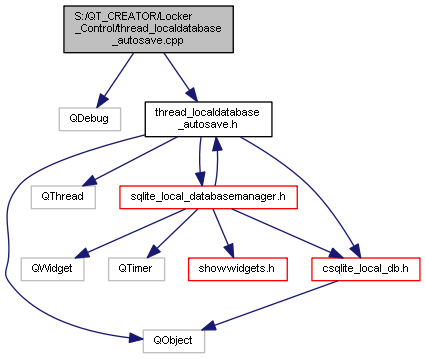 S:/QT_CREATOR/Locker
_Control/thread_localdatabase
_autosave.cpp
QDebug
thread_localdatabase
_autosave.h
QThread
sqlite_local_databasemanager.h
QWidget
QTimer
showwidgets.h
csqlite_local_db.h
QObject